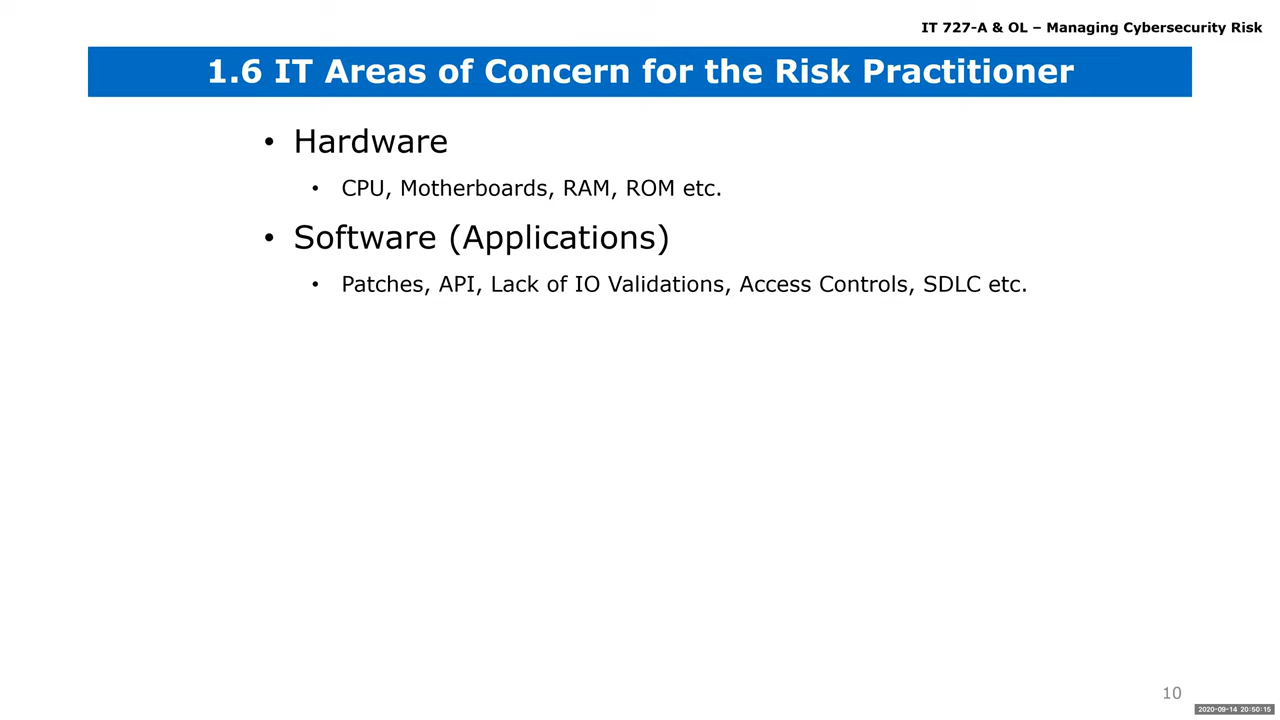 IT 727-A & OL – Managing Cybersecurity Risk
1.6 IT Areas of Concern for the Risk Practitioner
• Hardware
• CPU, Motherboards, RAM, ROM etc.
• Software (Applications)
• Patches, API, Lack of IO Validations, Access Controls, SDLC etc.
10
2020-09-14 20:50:15